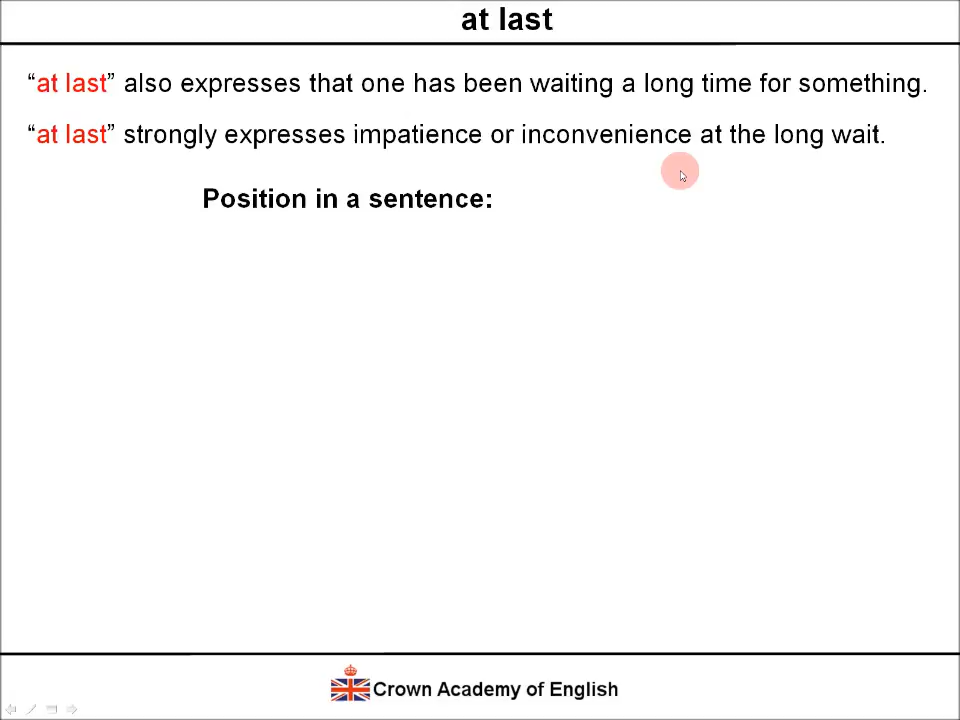 at last
“at last” also expresses that one has been waiting a long time for something.
“at last” strongly expresses impatience or inconvenience at the long wait.
Position in a sentence:
Crown Academy of English